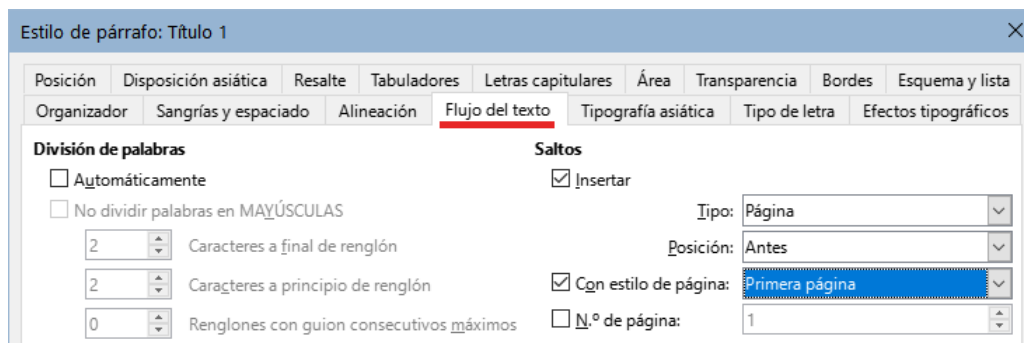 Estilo de párrafo: Título 1
Posición Disposición asiática Resalte Tabuladores Letras capitulares Área Transparencia Bordes Esquema y lista
Organizador Sangrías y espaciado Alineación Flujo del texto Tipografía asiática Tipo de letra Efectos tipográficos
División de palabras
Automáticamente
No dividir palabras en MAYÚSCULAS
2 Caracteres a final de renglón
2 Caracteres a principio de renglón
0 Renglones con guion consecutivos máximos
Saltos
Insertar
Tipo: Página
Posición: Antes
Con estilo de página: Primera página
N.º de página: 1